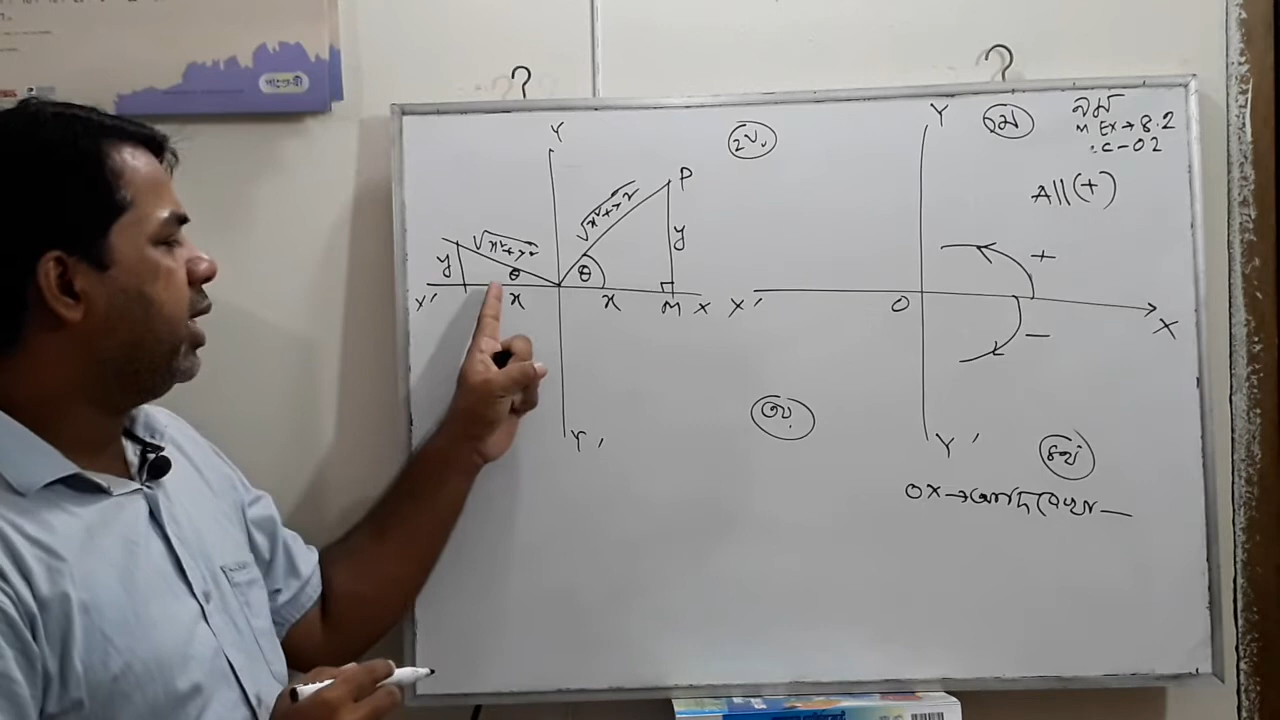 পাঞ্জেরী
Y
P
√x²+y²
y
θ
√x²+y²
y
θ
X'
x
x
M
X
Y'
২য়
Y
১ম
৯ম
M EX→8.2
C-02
All(+)
+
X'
O
X
−
Y'
৩য়
৪র্থ
OX→আদিরেখা—